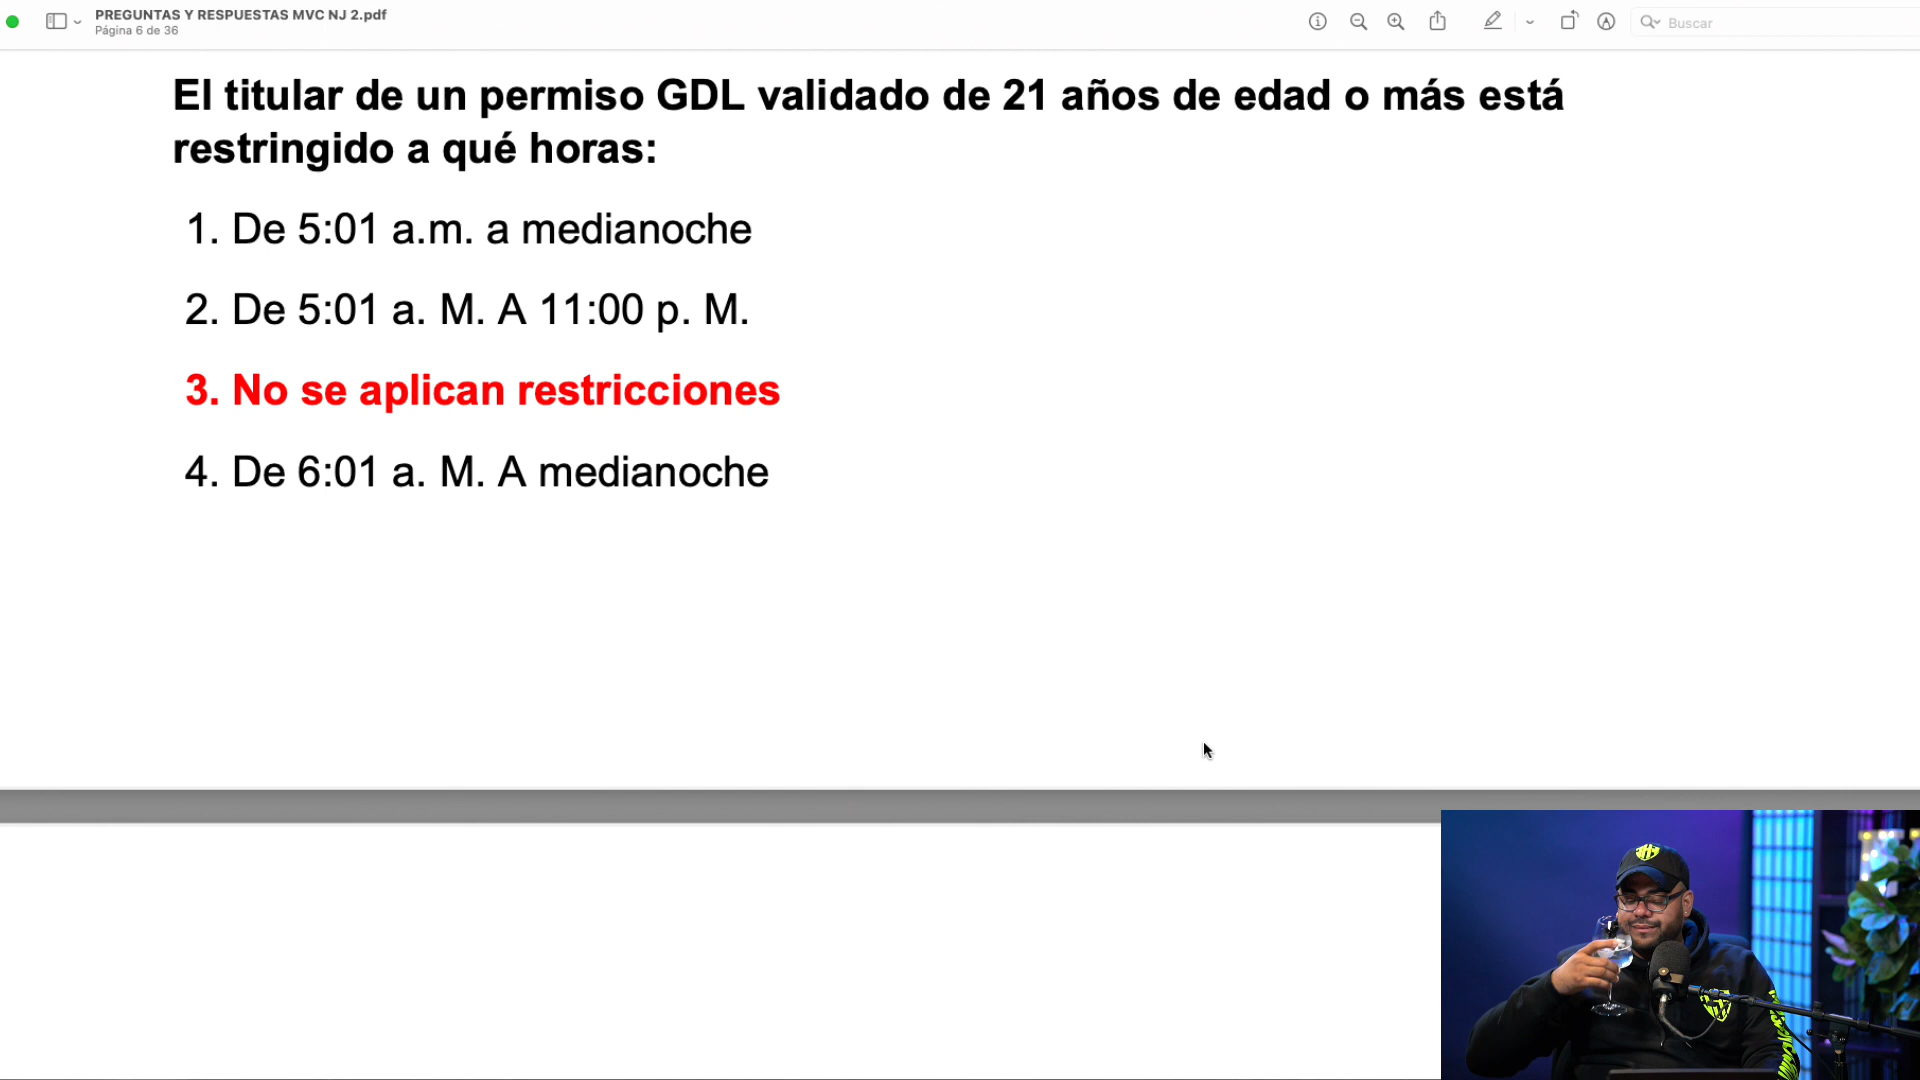 PREGUNTAS Y RESPUESTAS MVC NJ 2.pdf
Página 6 de 36
Buscar
El titular de un permiso GDL validado de 21 años de edad o más está
restringido a qué horas:
1. De 5:01 a.m. a medianoche
2. De 5:01 a. M. A 11:00 p. M.
3. No se aplican restricciones
4. De 6:01 a. M. A medianoche